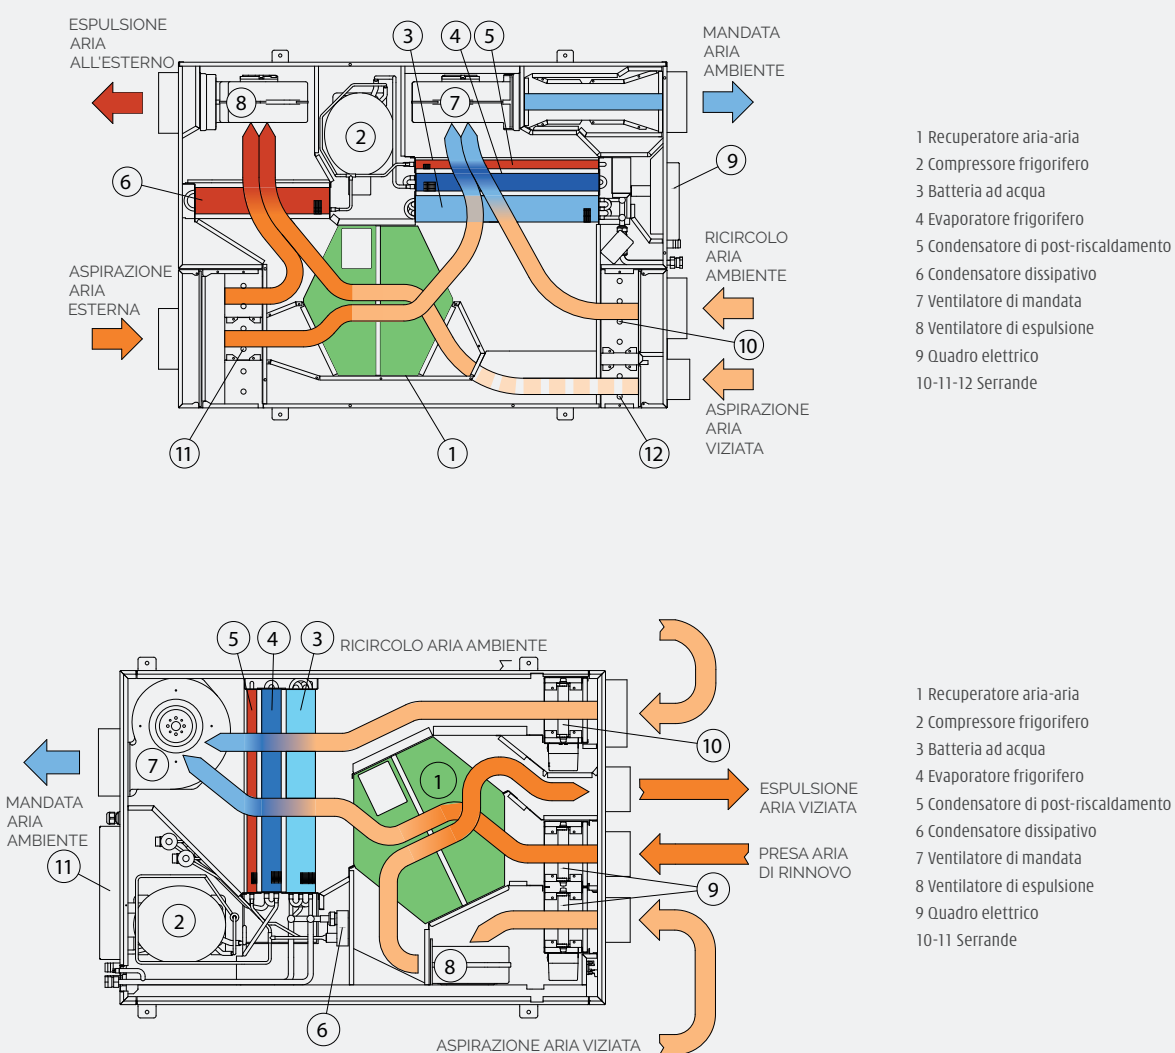 ESPULSIONE
ARIA
ALL'ESTERNO
3
4
5
MANDATA
ARIA
AMBIENTE
8
7
2
9
6
RICIRCOLO
ARIA
AMBIENTE
ASPIRAZIONE
ARIA
ESTERNA
10
ASPIRAZIONE
ARIA
VIZIATA
11
1
12
1 Recuperatore aria-aria
2 Compressore frigorifero
3 Batteria ad acqua
4 Evaporatore frigorifero
5 Condensatore di post-riscaldamento
6 Condensatore dissipativo
7 Ventilatore di mandata
8 Ventilatore di espulsione
9 Quadro elettrico
10-11-12 Serrande
5
4
3
RICIRCOLO ARIA AMBIENTE
10
7
1
MANDATA
ARIA
AMBIENTE
ESPULSIONE
ARIA VIZIATA
11
PRESA ARIA
DI RINNOVO
9
2
8
6
ASPIRAZIONE ARIA VIZIATA
1 Recuperatore aria-aria
2 Compressore frigorifero
3 Batteria ad acqua
4 Evaporatore frigorifero
5 Condensatore di post-riscaldamento
6 Condensatore dissipativo
7 Ventilatore di mandata
8 Ventilatore di espulsione
9 Quadro elettrico
10-11 Serrande